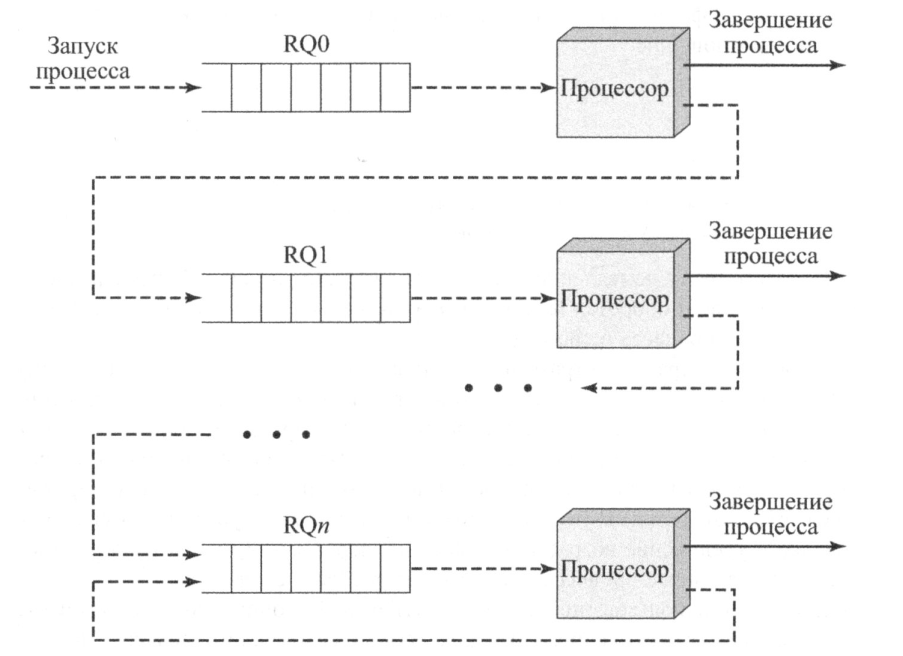 Запуск
процесса
RQ0
Процессор
Завершение
процесса
RQ1
Процессор
Завершение
процесса
RQn
Процессор
Завершение
процесса